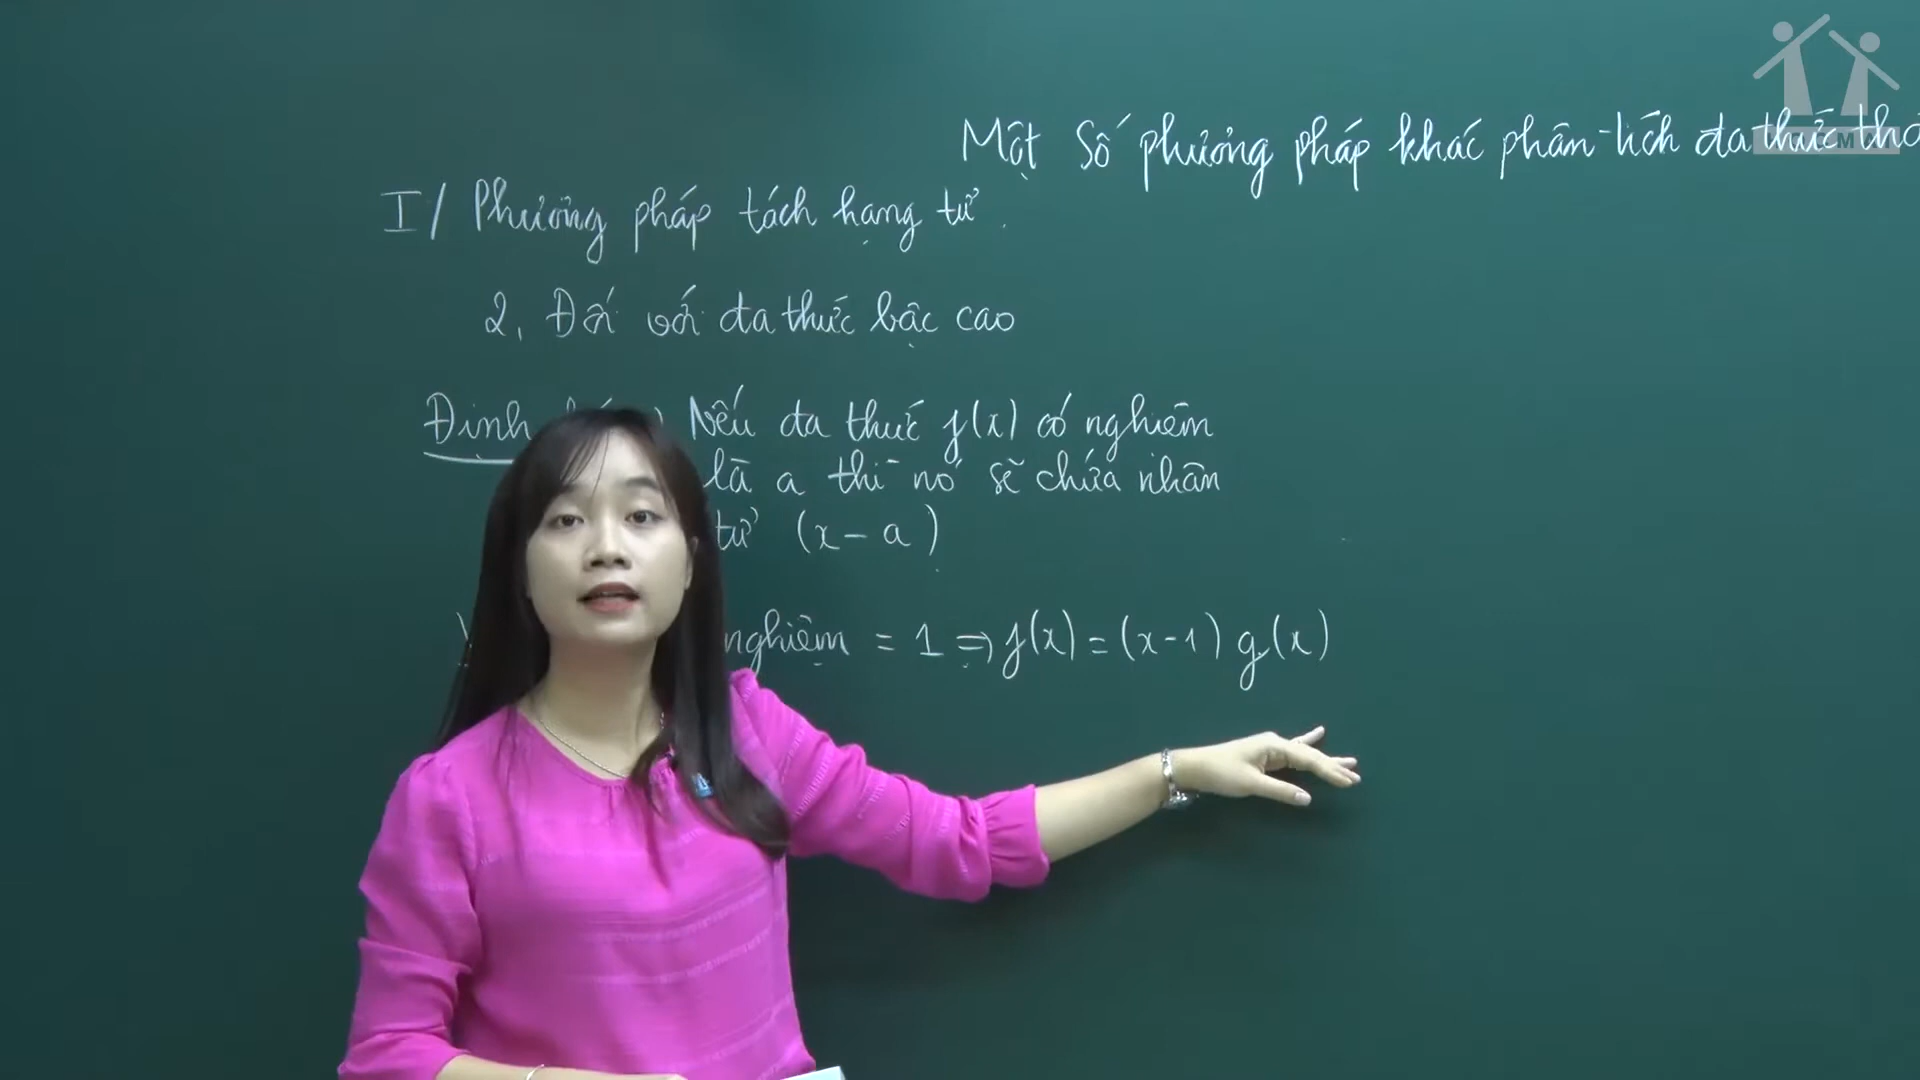 Một số phương pháp khác phân tích đa thức
I/ Phương pháp tách hạng tử.
2, Đối với đa thức bậc cao
Định Nếu đa thức f(x) có nghiệm
là a thì nó sẽ chứa nhân
tử (x - a)
nghiệm = 1 ⇒ f(x) = (x-1) g(x)